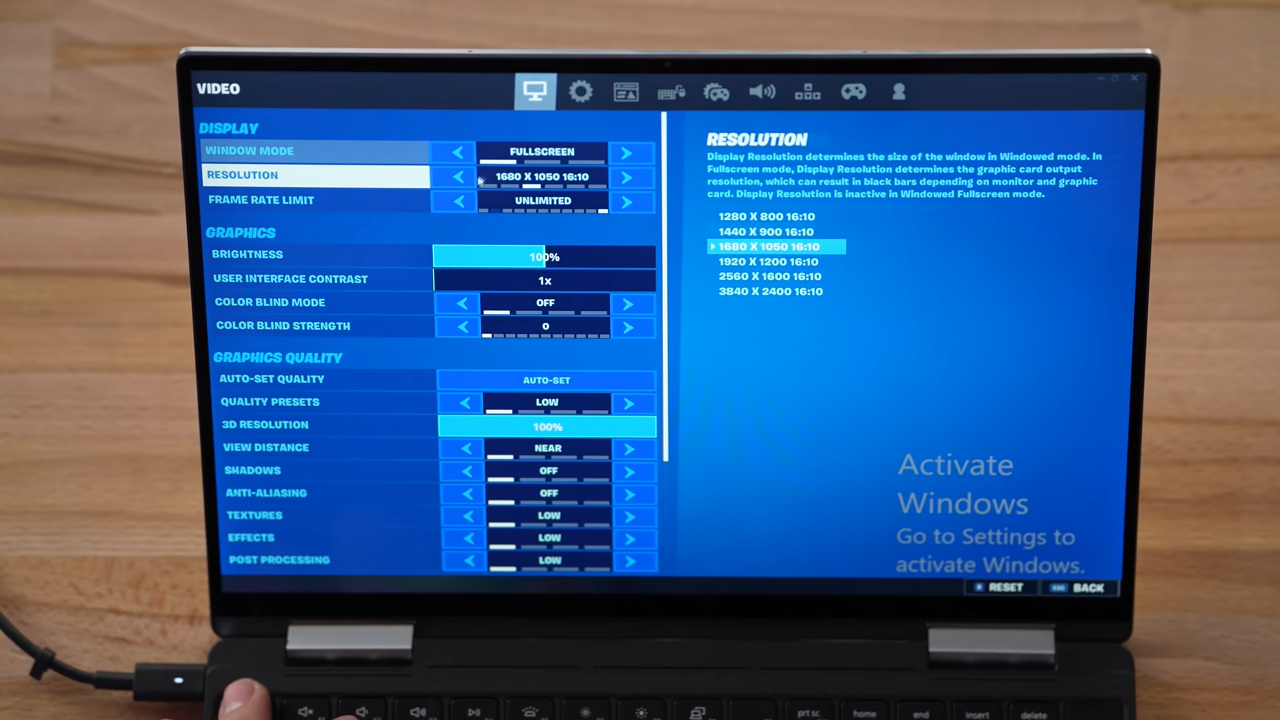 VIDEO
DISPLAY
WINDOW MODE FULLSCREEN
RESOLUTION 1680 X 1050 16:10
FRAME RATE LIMIT UNLIMITED
GRAPHICS
BRIGHTNESS 100%
USER INTERFACE CONTRAST 1x
COLOR BLIND MODE OFF
COLOR BLIND STRENGTH 0
GRAPHICS QUALITY
AUTO-SET QUALITY AUTO-SET
QUALITY PRESETS LOW
3D RESOLUTION 100%
VIEW DISTANCE NEAR
SHADOWS OFF
ANTI-ALIASING OFF
TEXTURES LOW
EFFECTS LOW
POST PROCESSING LOW
RESOLUTION
Display Resolution determines the size of the window in Windowed mode. In
Fullscreen mode, Display Resolution determines the graphic card output
resolution, which can result in black bars depending on monitor and graphic
card. Display Resolution is inactive in Windowed Fullscreen mode.
1280 X 800 16:10
1440 X 900 16:10
1680 X 1050 16:10
1920 X 1200 16:10
2560 X 1600 16:10
3840 X 2400 16:10
Activate
Windows
Go to Settings to
activate Windows.
RESET
ESC BACK
prt sc home end insert delete